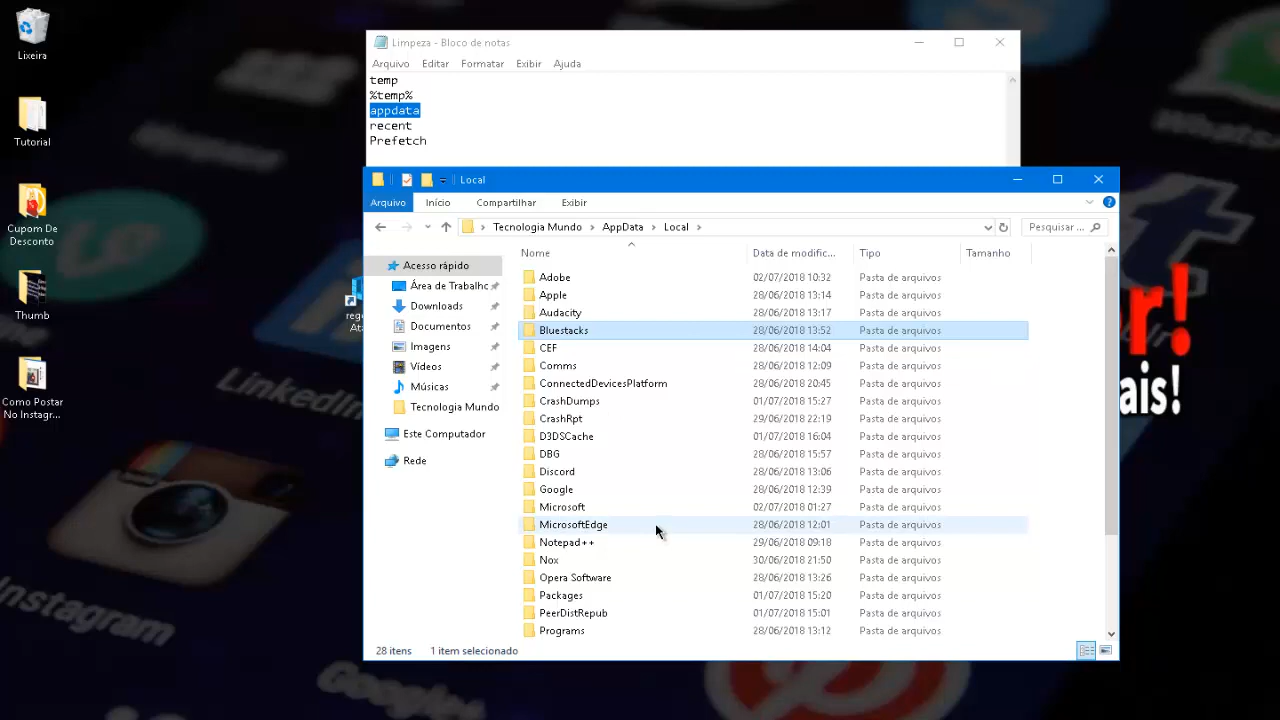 Lixeira
Tutorial
Cupom De
Desconto
Thumb
Como Postar
No Instagr...
Limpeza - Bloco de notas
Arquivo Editar Formatar Exibir Ajuda
temp
%temp%
appdata
recent
Prefetch
Local
Arquivo Início Compartilhar Exibir
Tecnologia Mundo > AppData > Local >
Pesquisar ...
Acesso rápido
Área de Trabalho
Downloads
Documentos
Imagens
Vídeos
Músicas
Tecnologia Mundo
Este Computador
Rede
Nome Data de modific... Tipo Tamanho
Adobe 02/07/2018 10:32 Pasta de arquivos
Apple 28/06/2018 13:14 Pasta de arquivos
Audacity 28/06/2018 13:17 Pasta de arquivos
Bluestacks 28/06/2018 13:52 Pasta de arquivos
CEF 28/06/2018 14:04 Pasta de arquivos
Comms 28/06/2018 12:09 Pasta de arquivos
ConnectedDevicesPlatform 28/06/2018 20:45 Pasta de arquivos
CrashDumps 01/07/2018 15:27 Pasta de arquivos
CrashRpt 29/06/2018 22:19 Pasta de arquivos
D3DSCache 01/07/2018 16:04 Pasta de arquivos
DBG 28/06/2018 15:57 Pasta de arquivos
Discord 28/06/2018 13:06 Pasta de arquivos
Google 28/06/2018 12:39 Pasta de arquivos
Microsoft 02/07/2018 01:27 Pasta de arquivos
MicrosoftEdge 28/06/2018 12:01 Pasta de arquivos
Notepad++ 29/06/2018 09:18 Pasta de arquivos
Nox 30/06/2018 21:50 Pasta de arquivos
Opera Software 28/06/2018 13:26 Pasta de arquivos
Packages 01/07/2018 15:20 Pasta de arquivos
PeerDistRepub 01/07/2018 15:01 Pasta de arquivos
Programs 28/06/2018 13:12 Pasta de arquivos
28 itens 1 item selecionado
reg
Ata
LinkedIn
Instagram
Google
r!
ais!